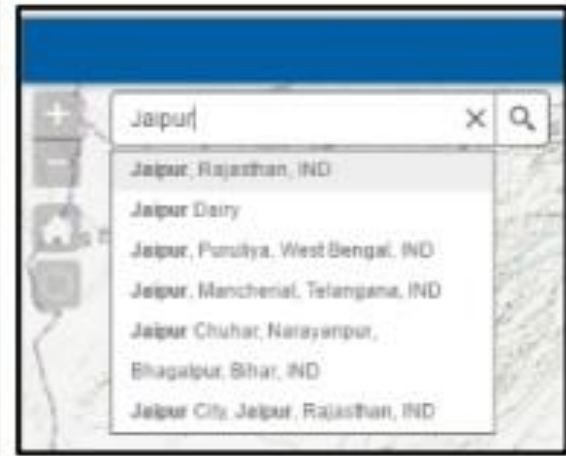 Jaipur
Jaipur, Rajasthan, IND
Jaipur Dairy
Jaipur, Puruliya, West Bengal, IND
Jaipur, Mancherial, Telangana, IND
Jaipur Chuhar, Narayanpur,
Bhagalpur, Bihar, IND
Jaipur City, Jaipur, Rajasthan, IND